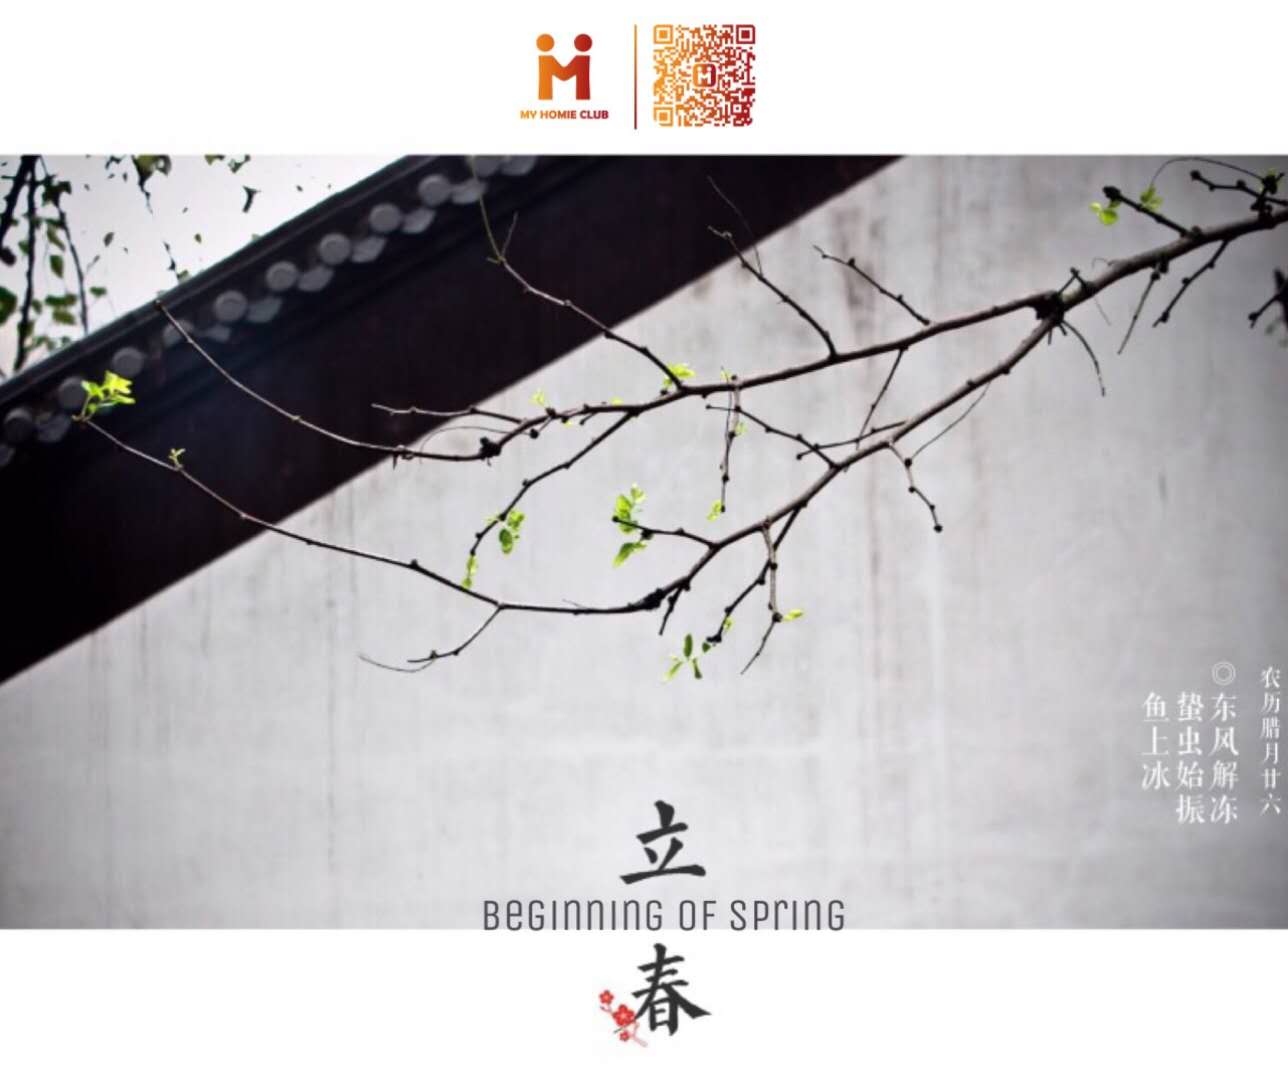 MY HOMIE CLUB
农历腊月廿六
◎东风解冻
蛰虫始振
鱼上冰
立
BEGINNING OF SPRING
春